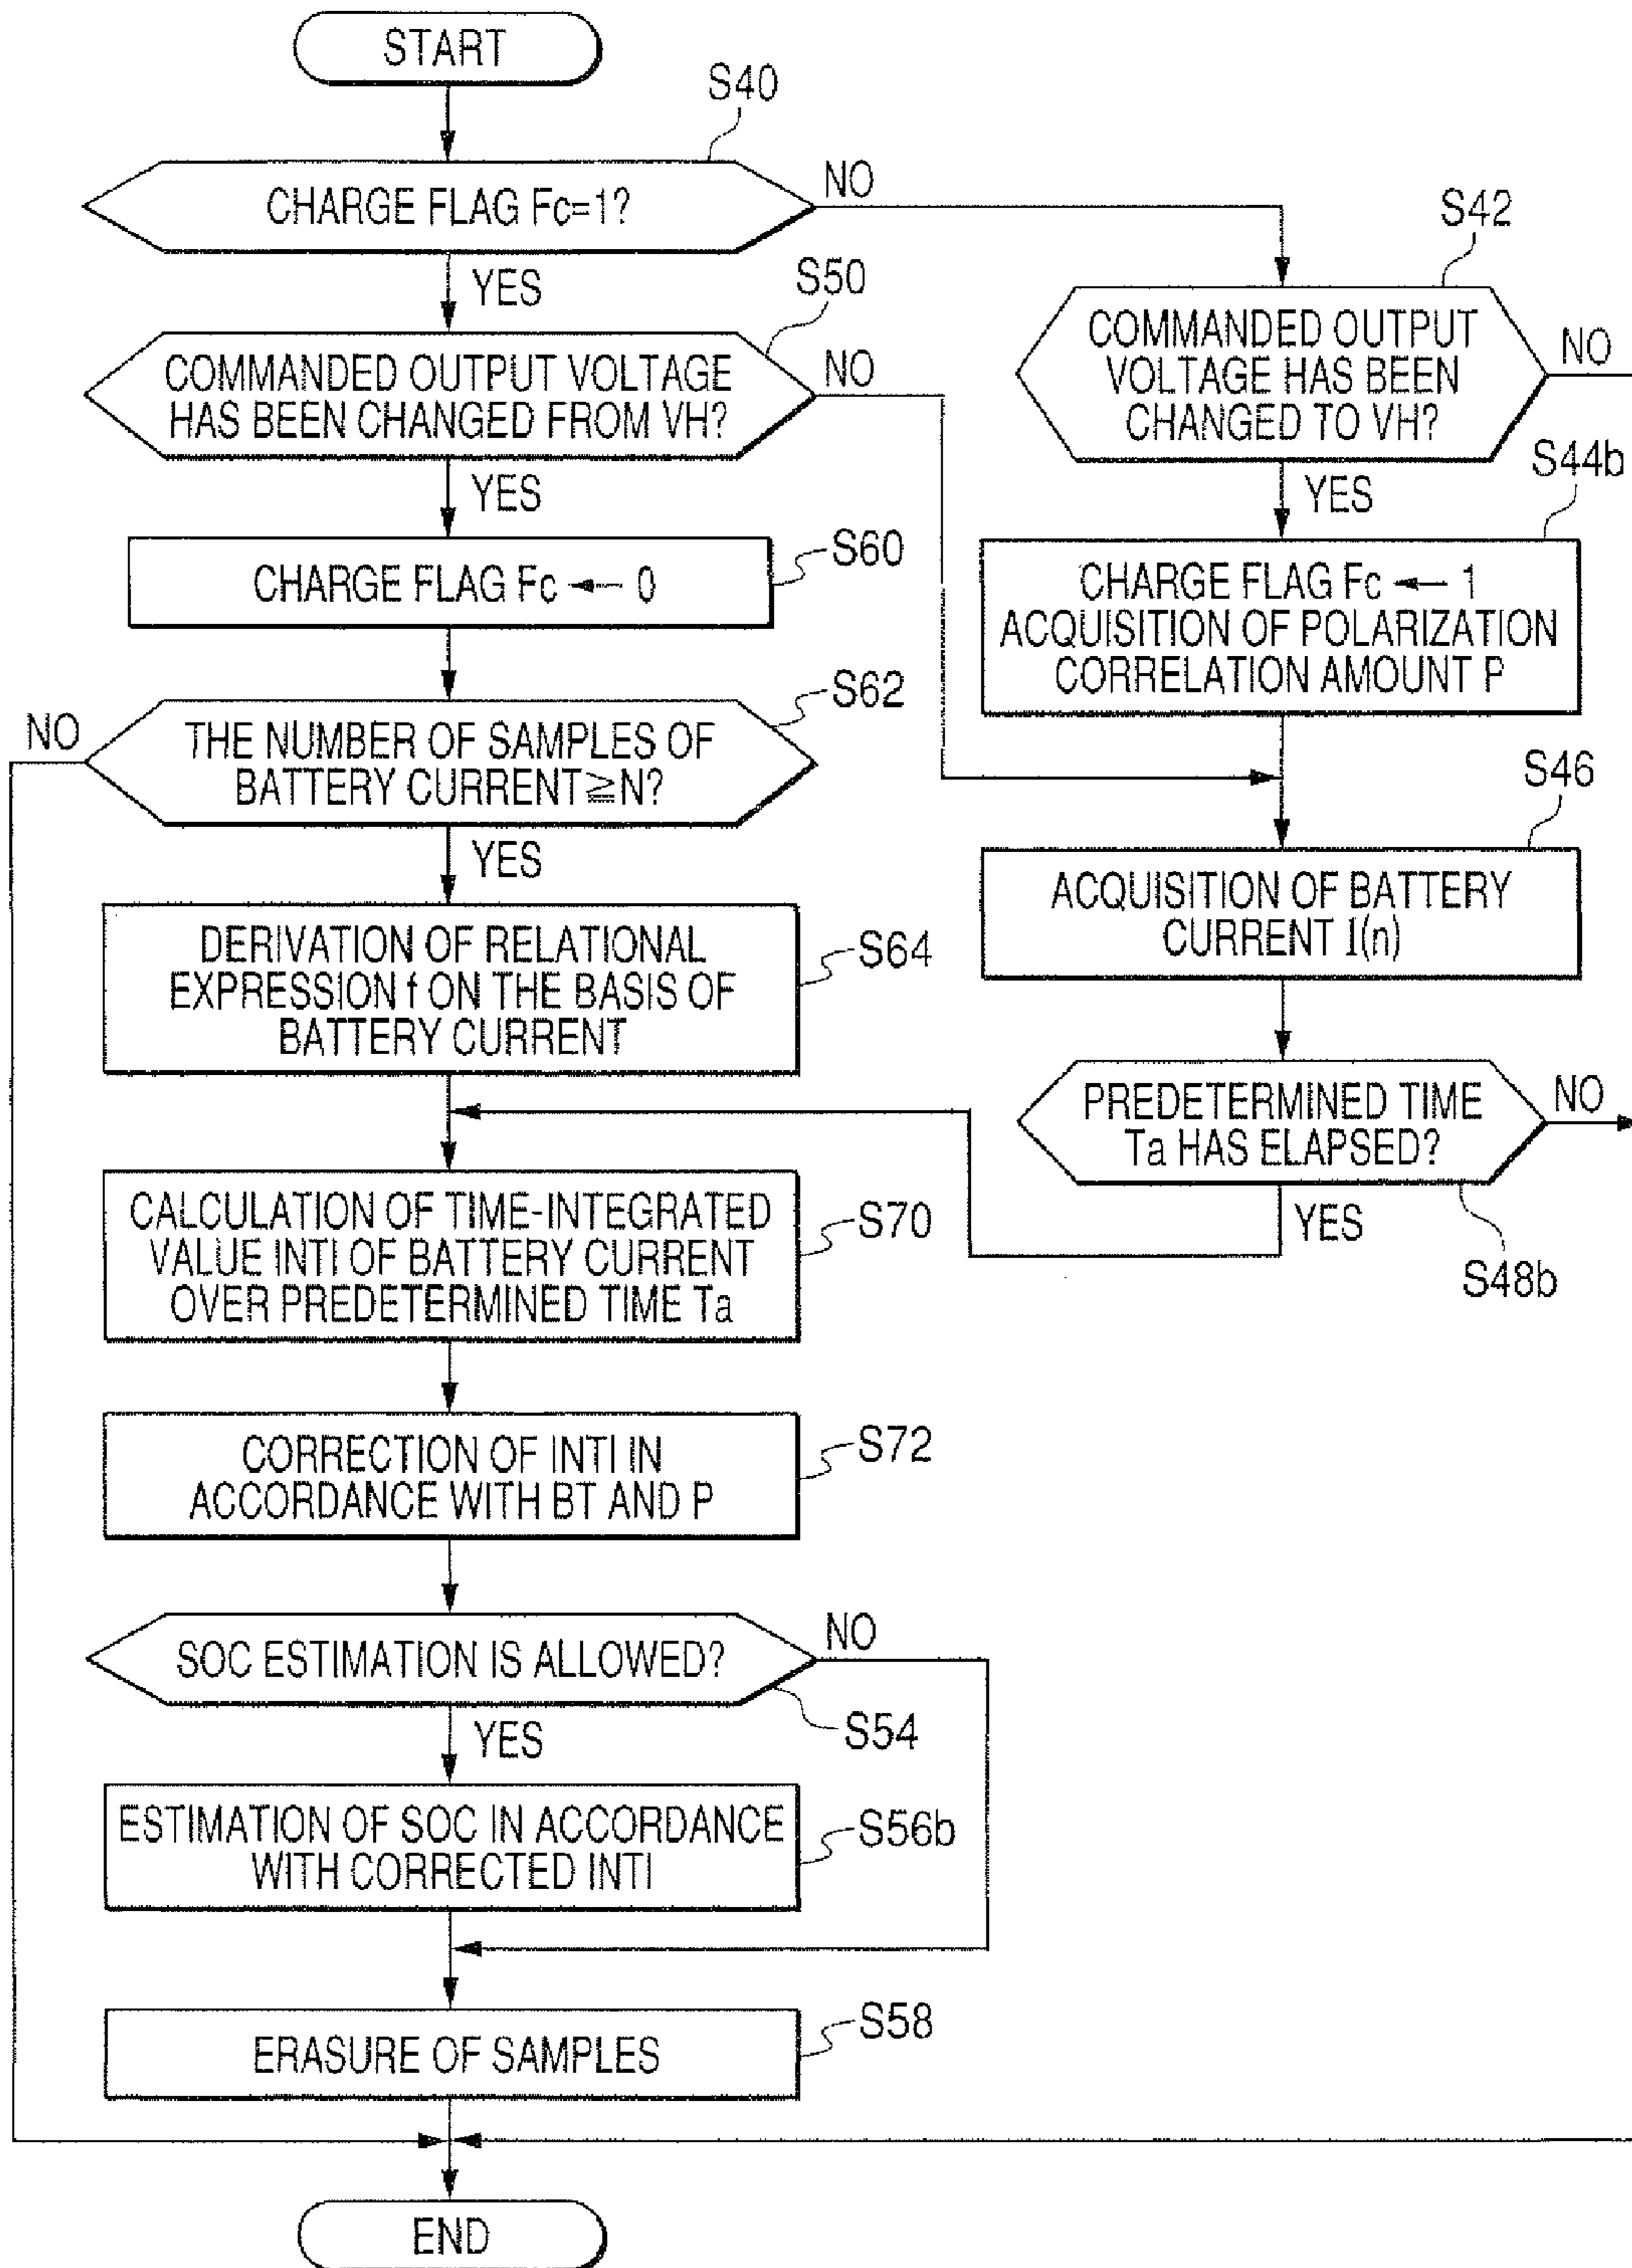 START
S40
CHARGE FLAG Fc=1?
NO
YES
S42
COMMANDED OUTPUT
VOLTAGE HAS BEEN
CHANGED TO VH?
NO
YES
S50
COMMANDED OUTPUT VOLTAGE
HAS BEEN CHANGED FROM VH?
NO
YES
S44b
CHARGE FLAG Fc ← 1
ACQUISITION OF POLARIZATION
CORRELATION AMOUNT P
S60
CHARGE FLAG Fc ← 0
S62
THE NUMBER OF SAMPLES OF
BATTERY CURRENT≧N?
NO
YES
S46
ACQUISITION OF BATTERY
CURRENT I(n)
S64
DERIVATION OF RELATIONAL
EXPRESSION f ON THE BASIS OF
BATTERY CURRENT
PREDETERMINED TIME
Ta HAS ELAPSED?
NO
YES
S48b
CALCULATION OF TIME-INTEGRATED
VALUE INTI OF BATTERY CURRENT
OVER PREDETERMINED TIME Ta
S70
CORRECTION OF INTI IN
ACCORDANCE WITH BT AND P
S72
SOC ESTIMATION IS ALLOWED?
NO
YES
S54
ESTIMATION OF SOC IN ACCORDANCE
WITH CORRECTED INTI
S56b
ERASURE OF SAMPLES
S58
END